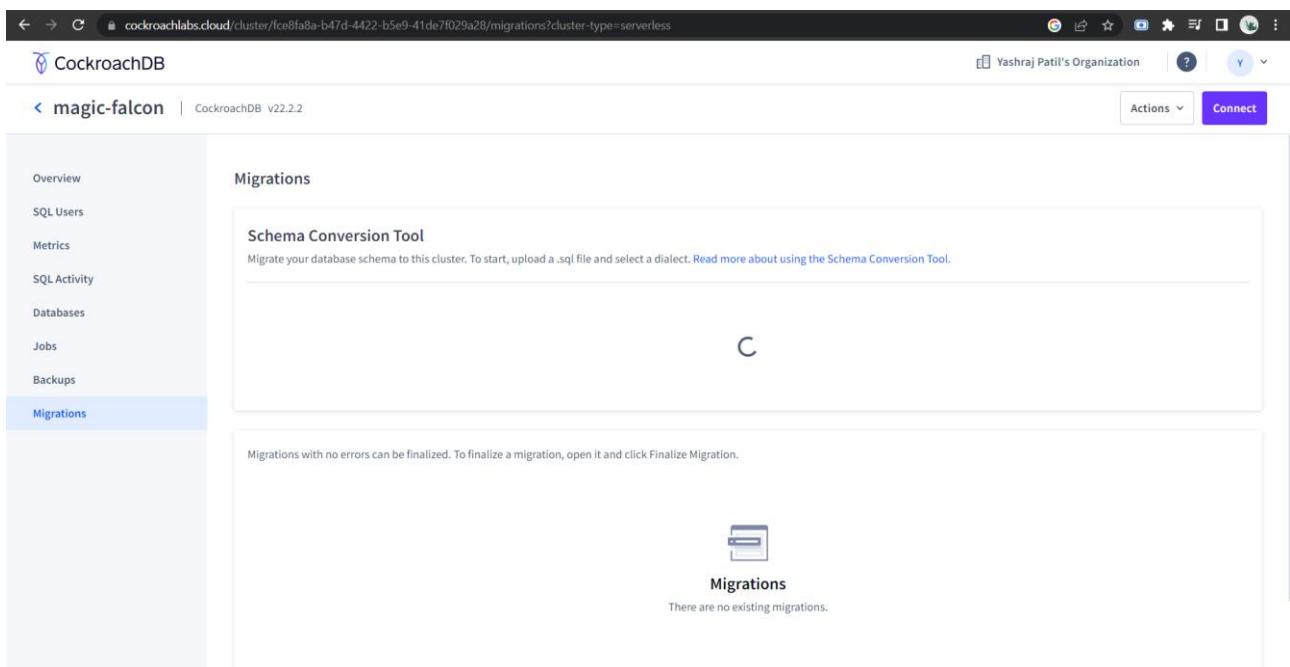 cockroachlabs.cloud/cluster/fce8fa8a-b47d-4422-b5e9-41de7f029a28/migrations?cluster-type=serverless
CockroachDB
Yashraj Patil's Organization ? Y
magic-falcon | CockroachDB v22.2.2
Actions Connect
Overview
SQL Users
Metrics
SQL Activity
Databases
Jobs
Backups
Migrations
Migrations
Schema Conversion Tool
Migrate your database schema to this cluster. To start, upload a .sql file and select a dialect. Read more about using the Schema Conversion Tool.
Migrations with no errors can be finalized. To finalize a migration, open it and click Finalize Migration.
Migrations
There are no existing migrations.